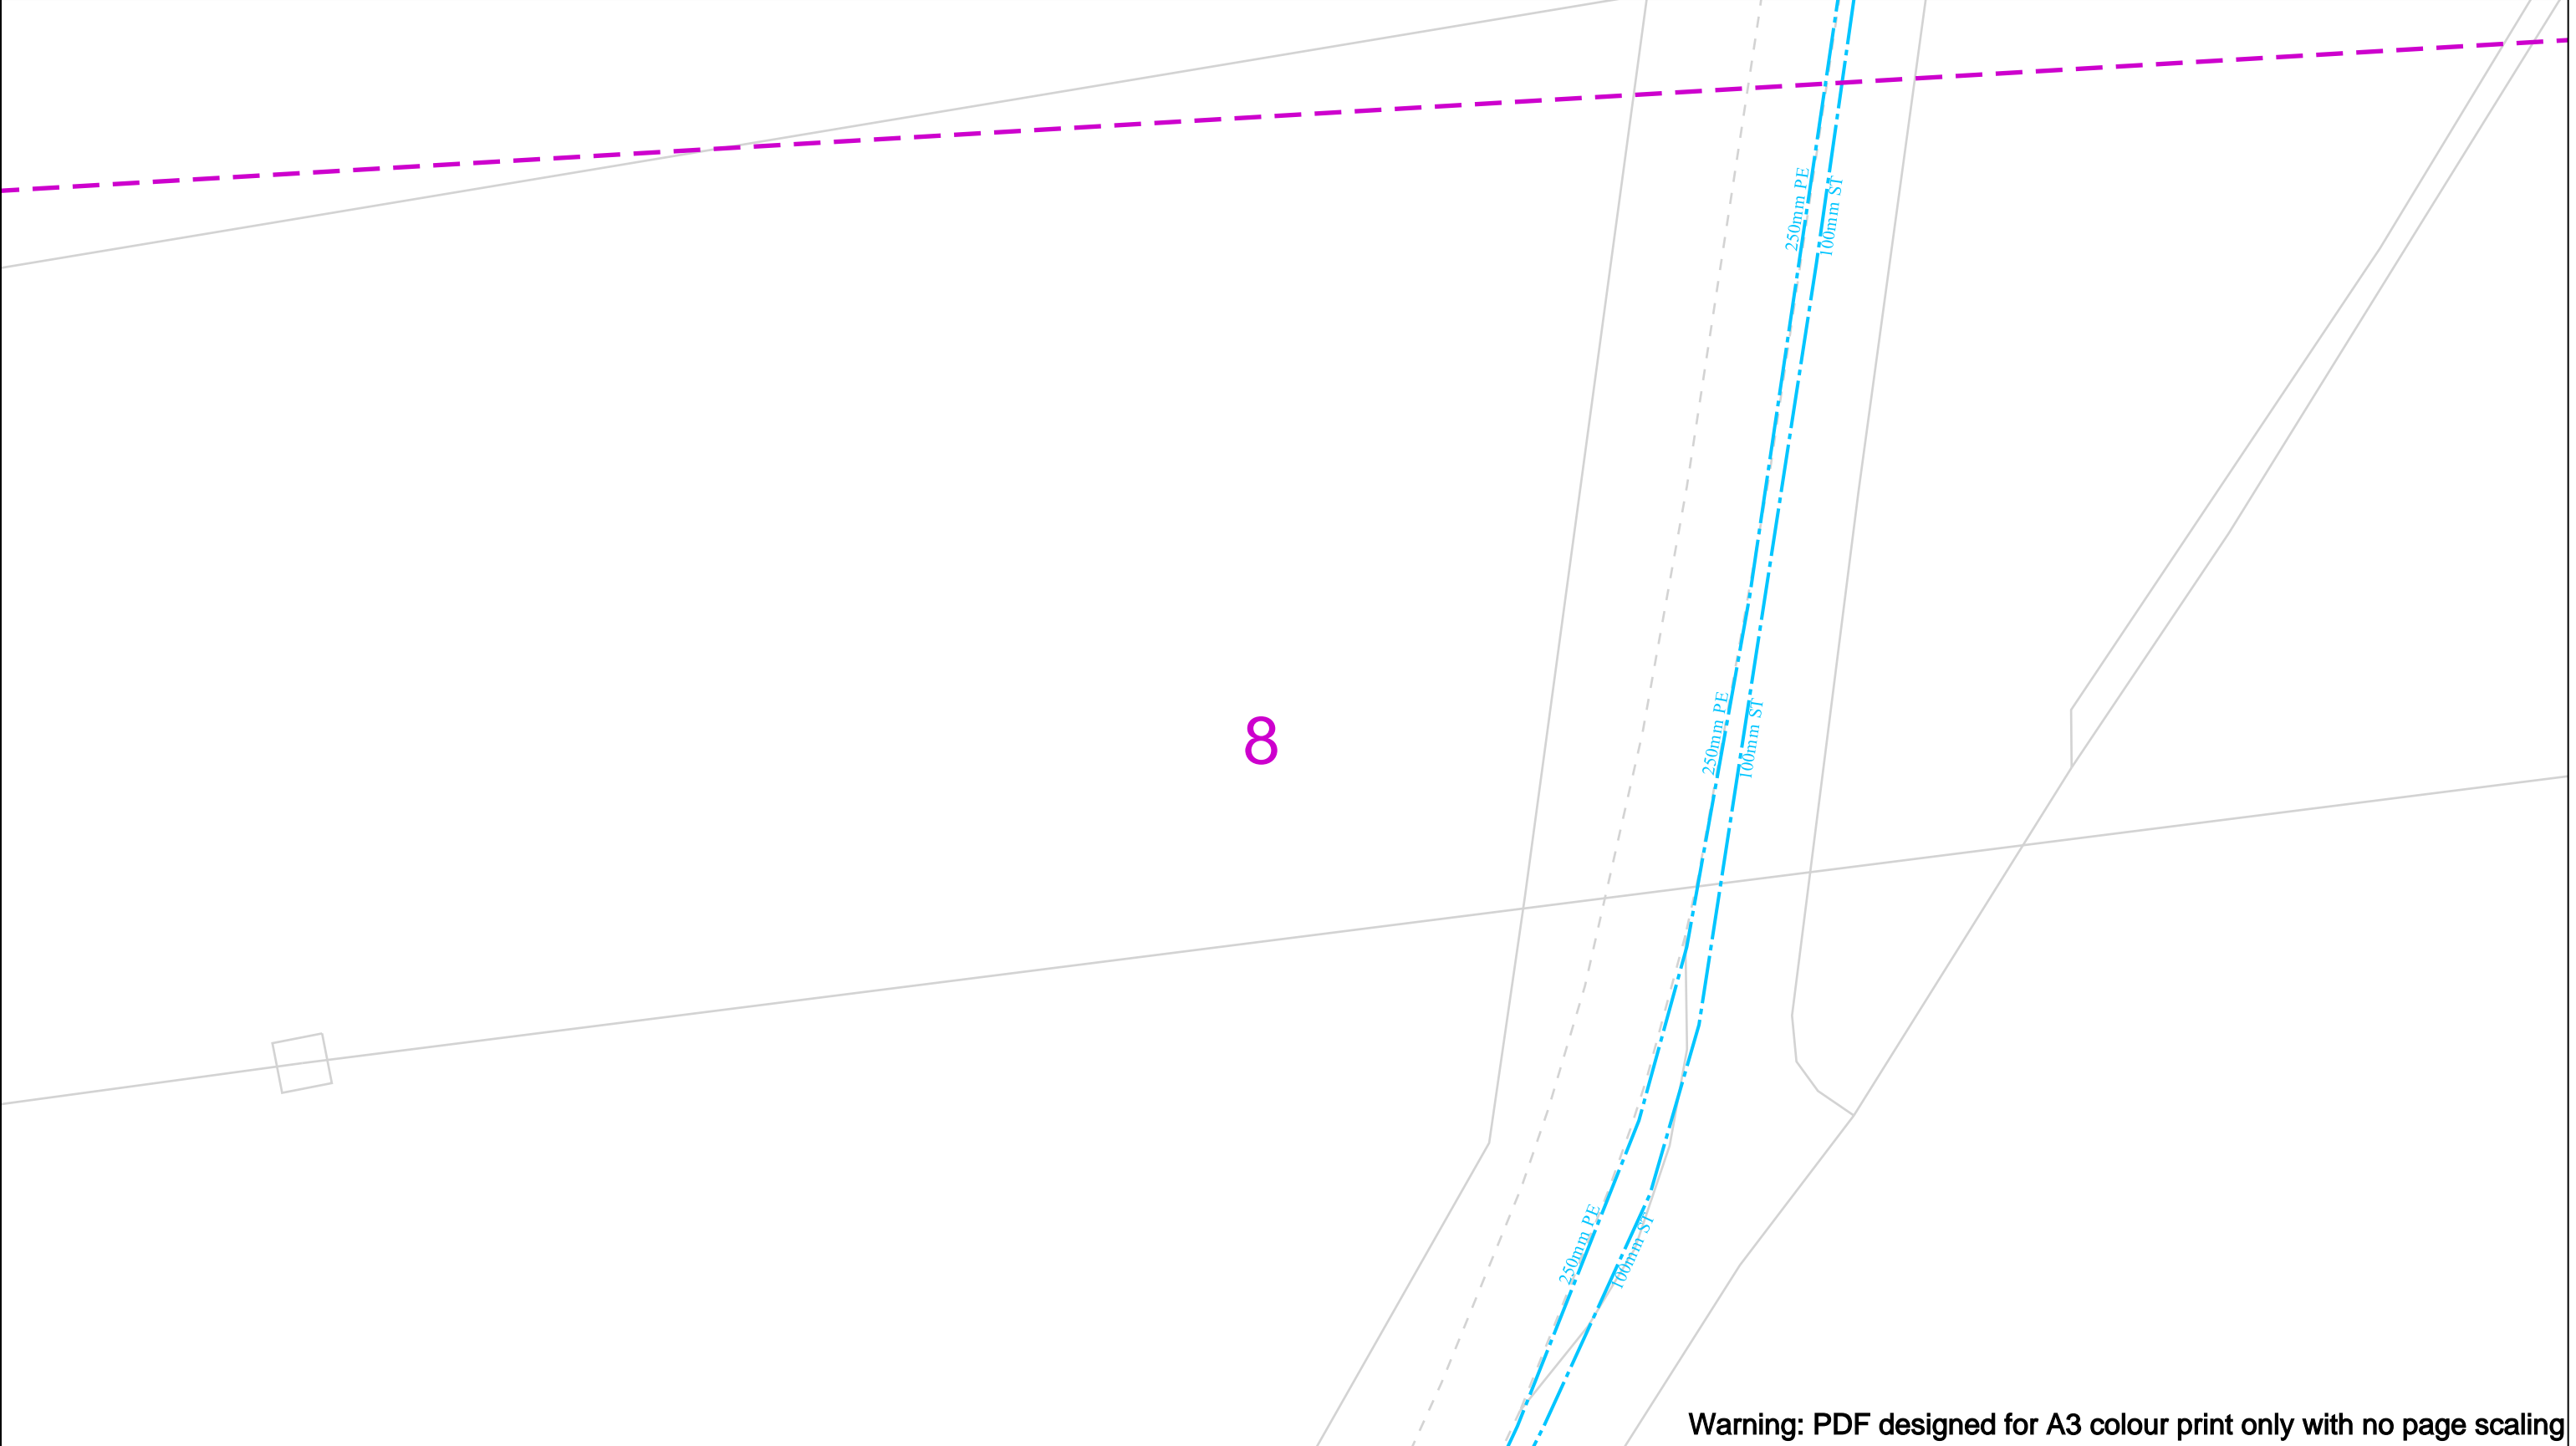 250mm PE
100mm ST
250mm PE
100mm ST
8
250mm PE
100mm ST
Warning: PDF designed for A3 colour print only with no page scaling